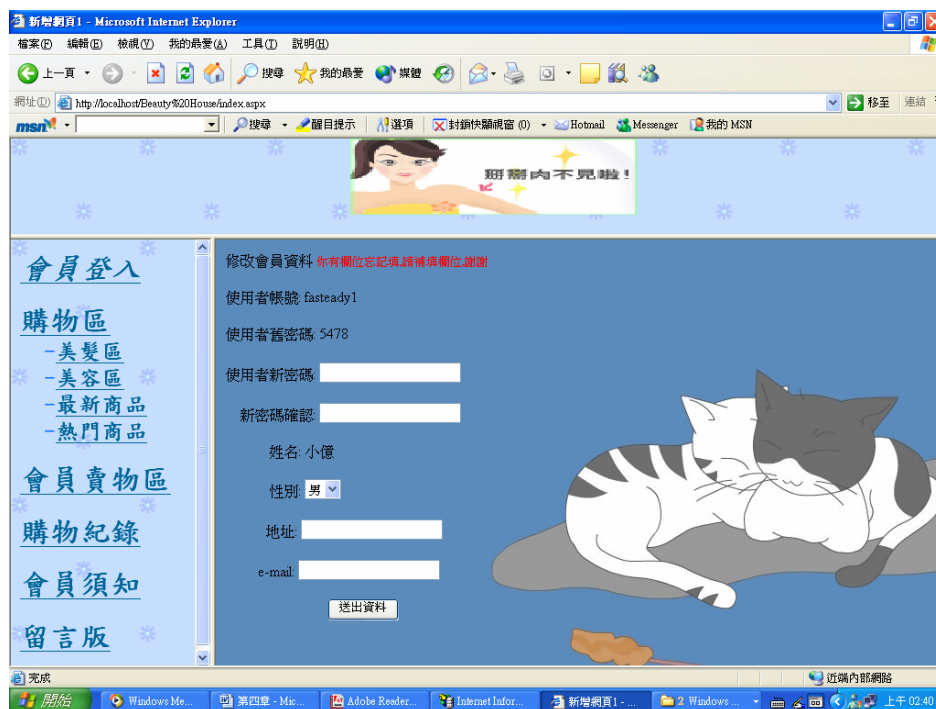 新增網頁1 - Microsoft Internet Explorer
檔案(F) 編輯(E) 檢視(V) 我的最愛(A) 工具(T) 說明(H)
上一頁 搜尋 我的最愛 媒體
網址(D) http://localhost/Beauty%20House/index.aspx 移至 連結
msn 搜尋 醒目提示 選項 封鎖快顯視窗 (0) Hotmail Messenger 我的 MSN
掰掰肉不見啦!
會員登入
購物區
-美髮區
-美容區
-最新商品
-熱門商品
會員賣物區
購物紀錄
會員須知
留言版
修改會員資料 你有欄位忘記填,請補填欄位,謝謝
使用者帳號: fasteady1
使用者舊密碼: 5478
使用者新密碼:
新密碼確認:
姓名: 小億
性別: 男
地址:
e-mail:
送出資料
完成 近端內部網路
開始 Windows Me... 第四章 - Mic... Adobe Reader... Internet Infor... 新增網頁1 - ... 2 Windows ... 上午 02:40